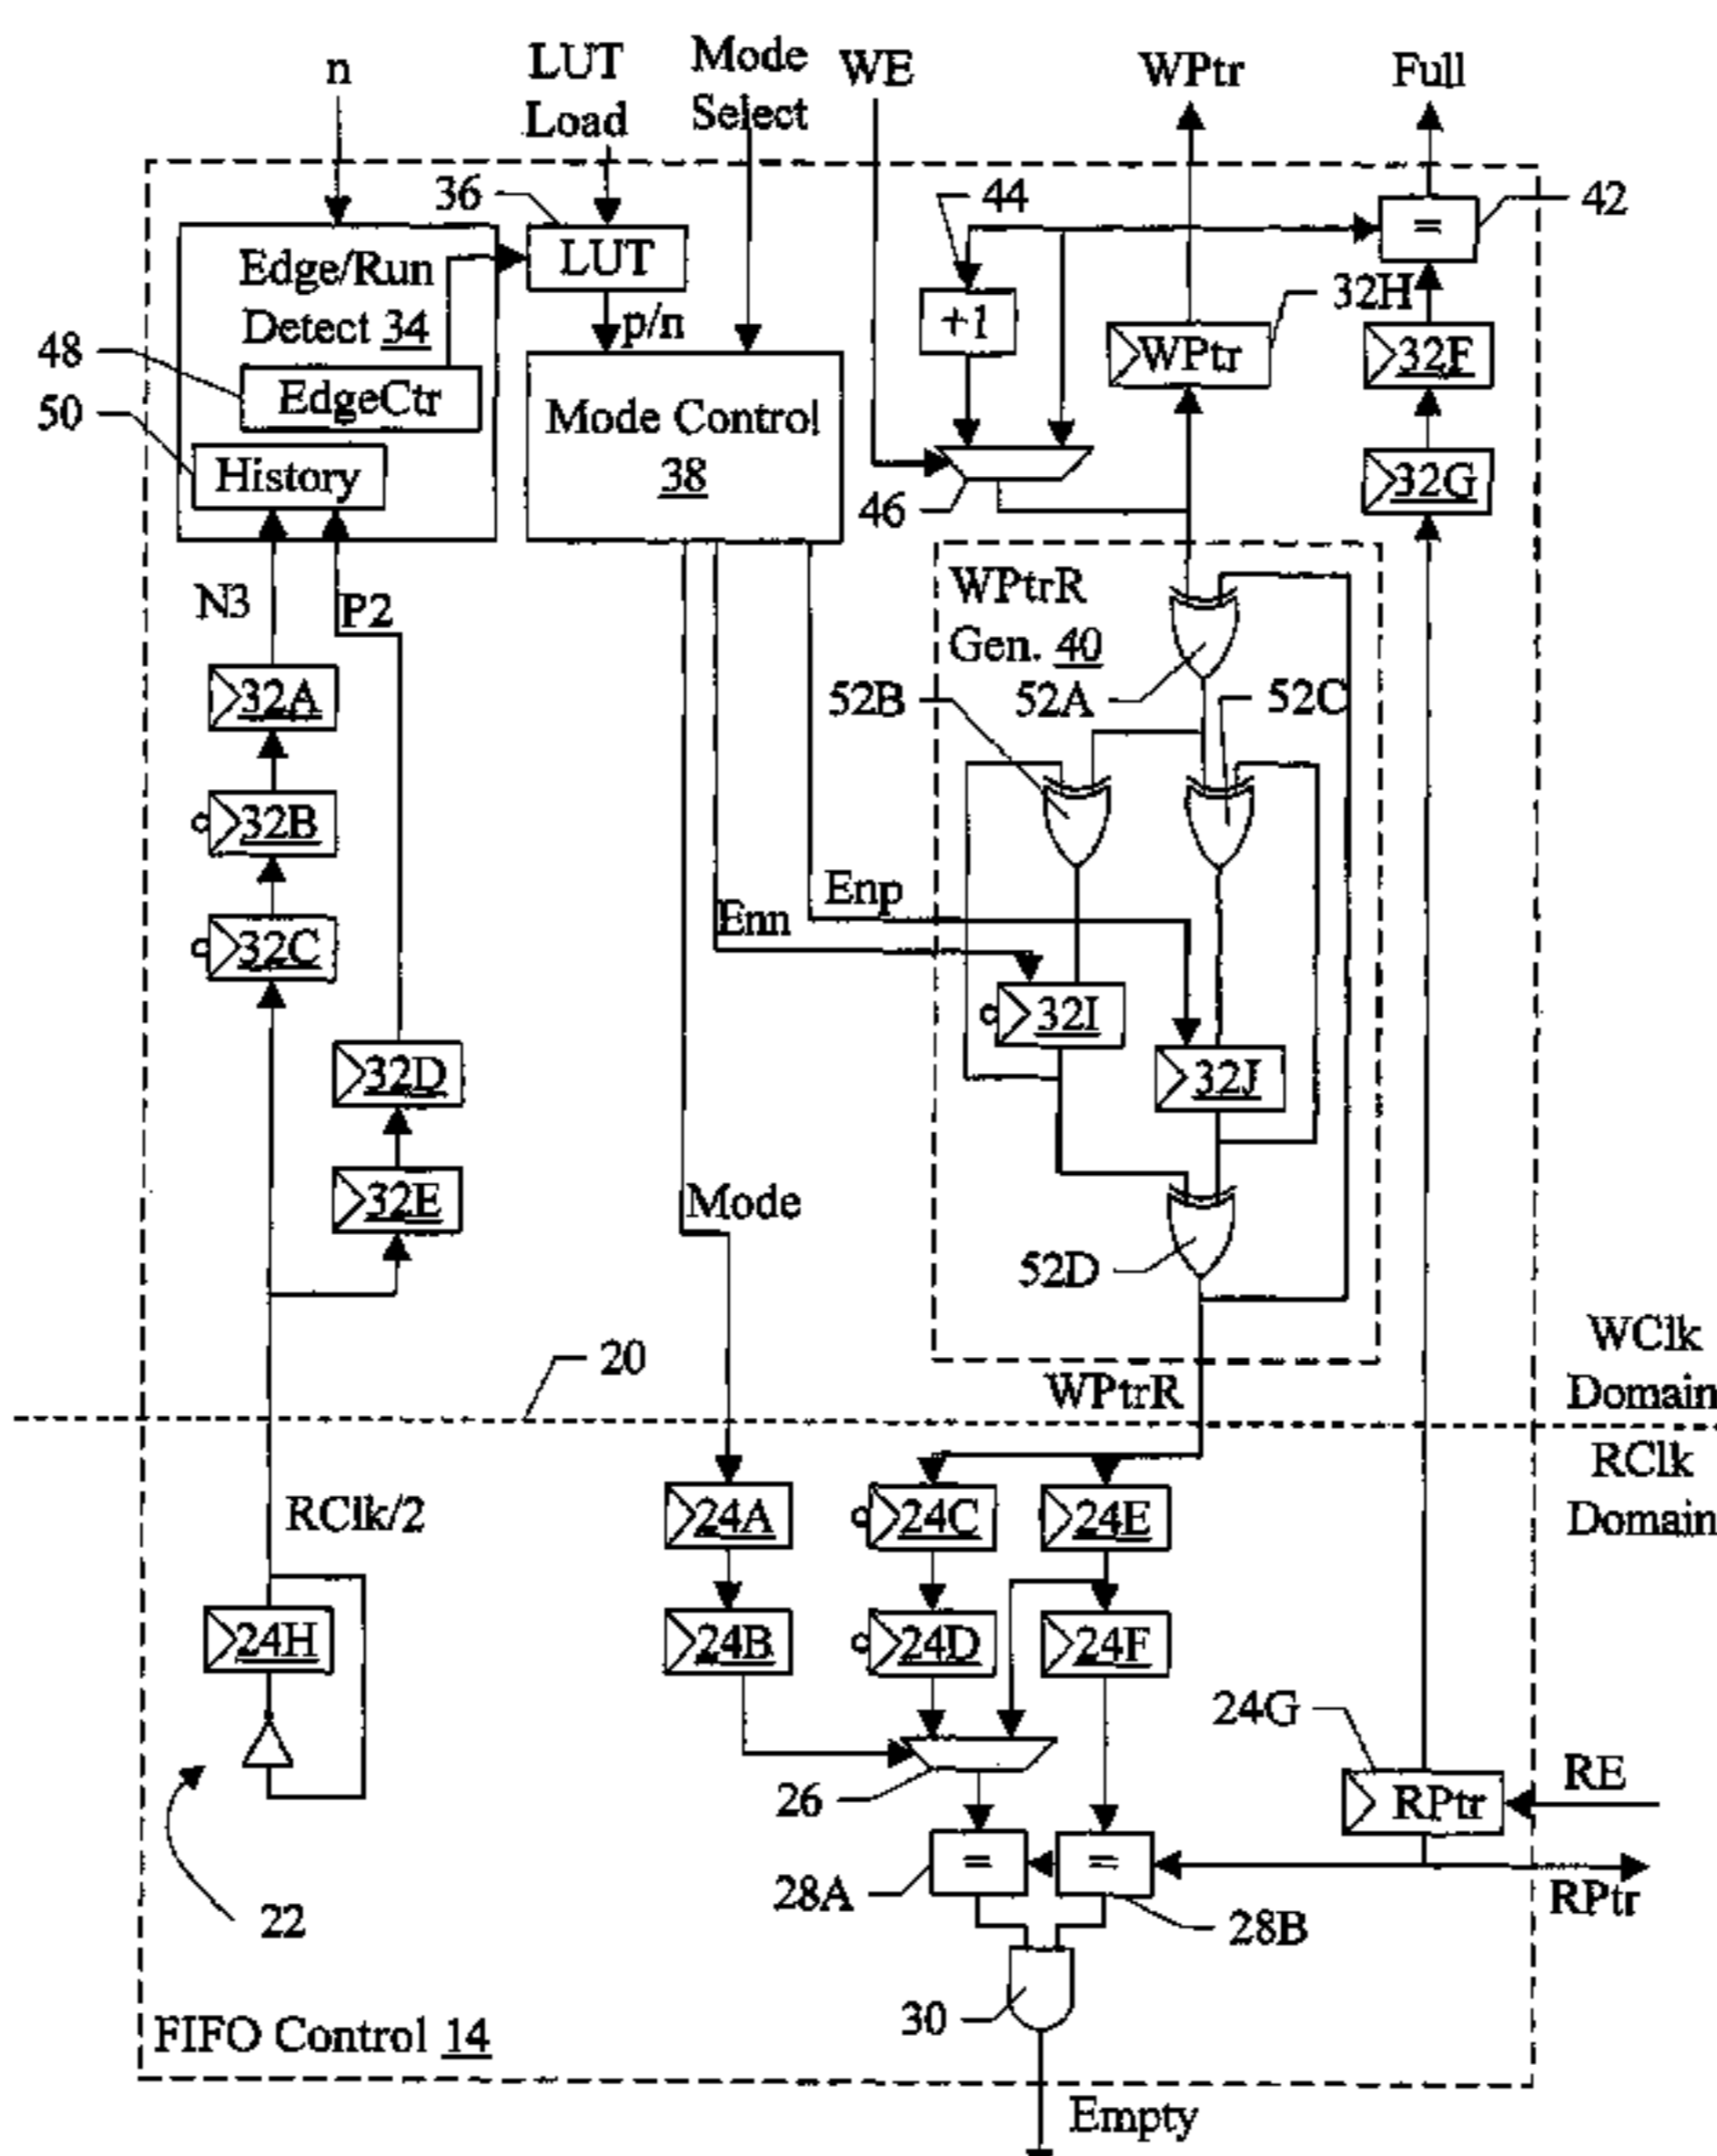 n
LUT
Load
Mode
Select
WE
WPtr
Full
36
44
42
Edge/Run
Detect 34
LUT
=
p/n
+1
32H
WPtr
32F
48
EdgeCtr
50
History
Mode Control
38
46
32G
N3
P2
WPtrR
Gen. 40
32A
52B
52A
52C
32B
32C
Enp
Enn
32I
32D
32J
32E
Mode
52D
20
WPtrR
WClk
Domain
RClk
Domain
RClk/2
24A
24C
24E
24H
24B
24D
24F
24G
RE
RPtr
26
=
=
28A
28B
RPtr
22
30
FIFO Control 14
Empty